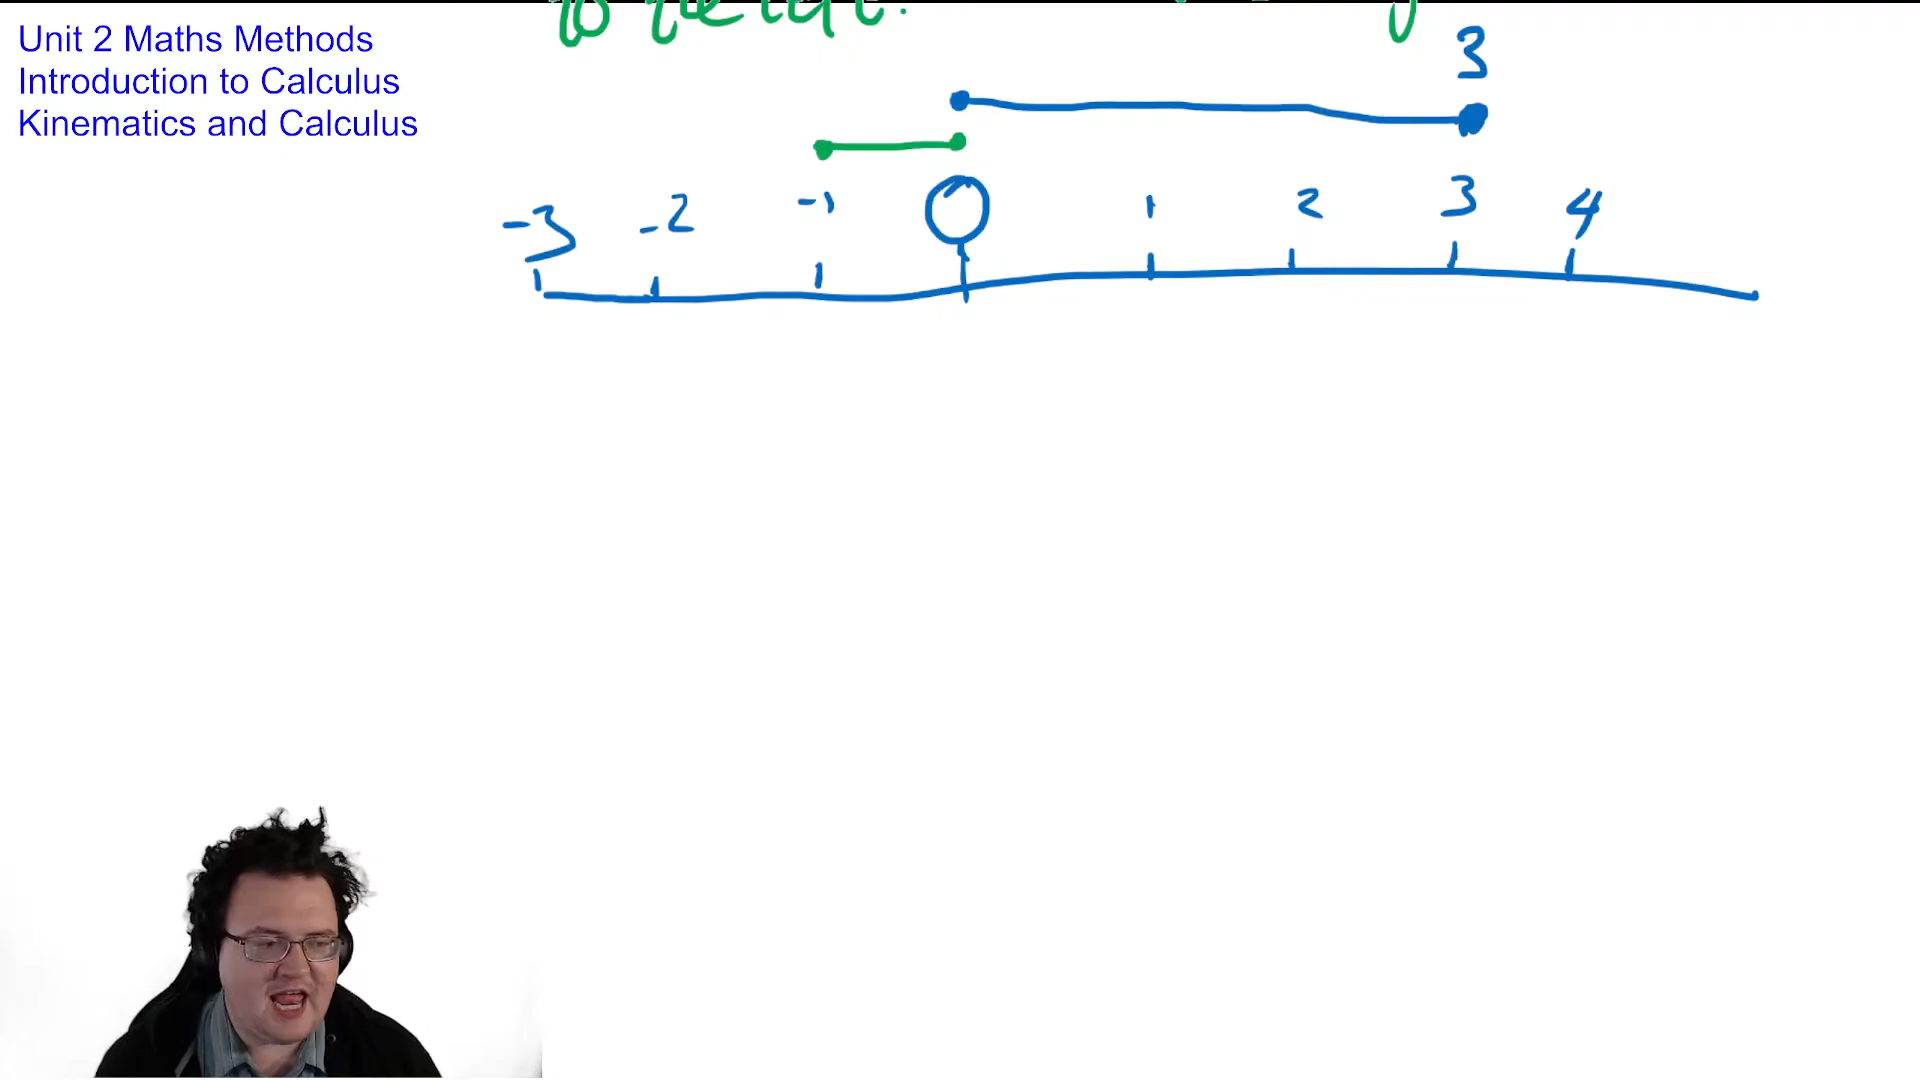 Unit 2 Maths Methods
Introduction to Calculus
Kinematics and Calculus
3
-3 -2 -1 0 1 2 3 4